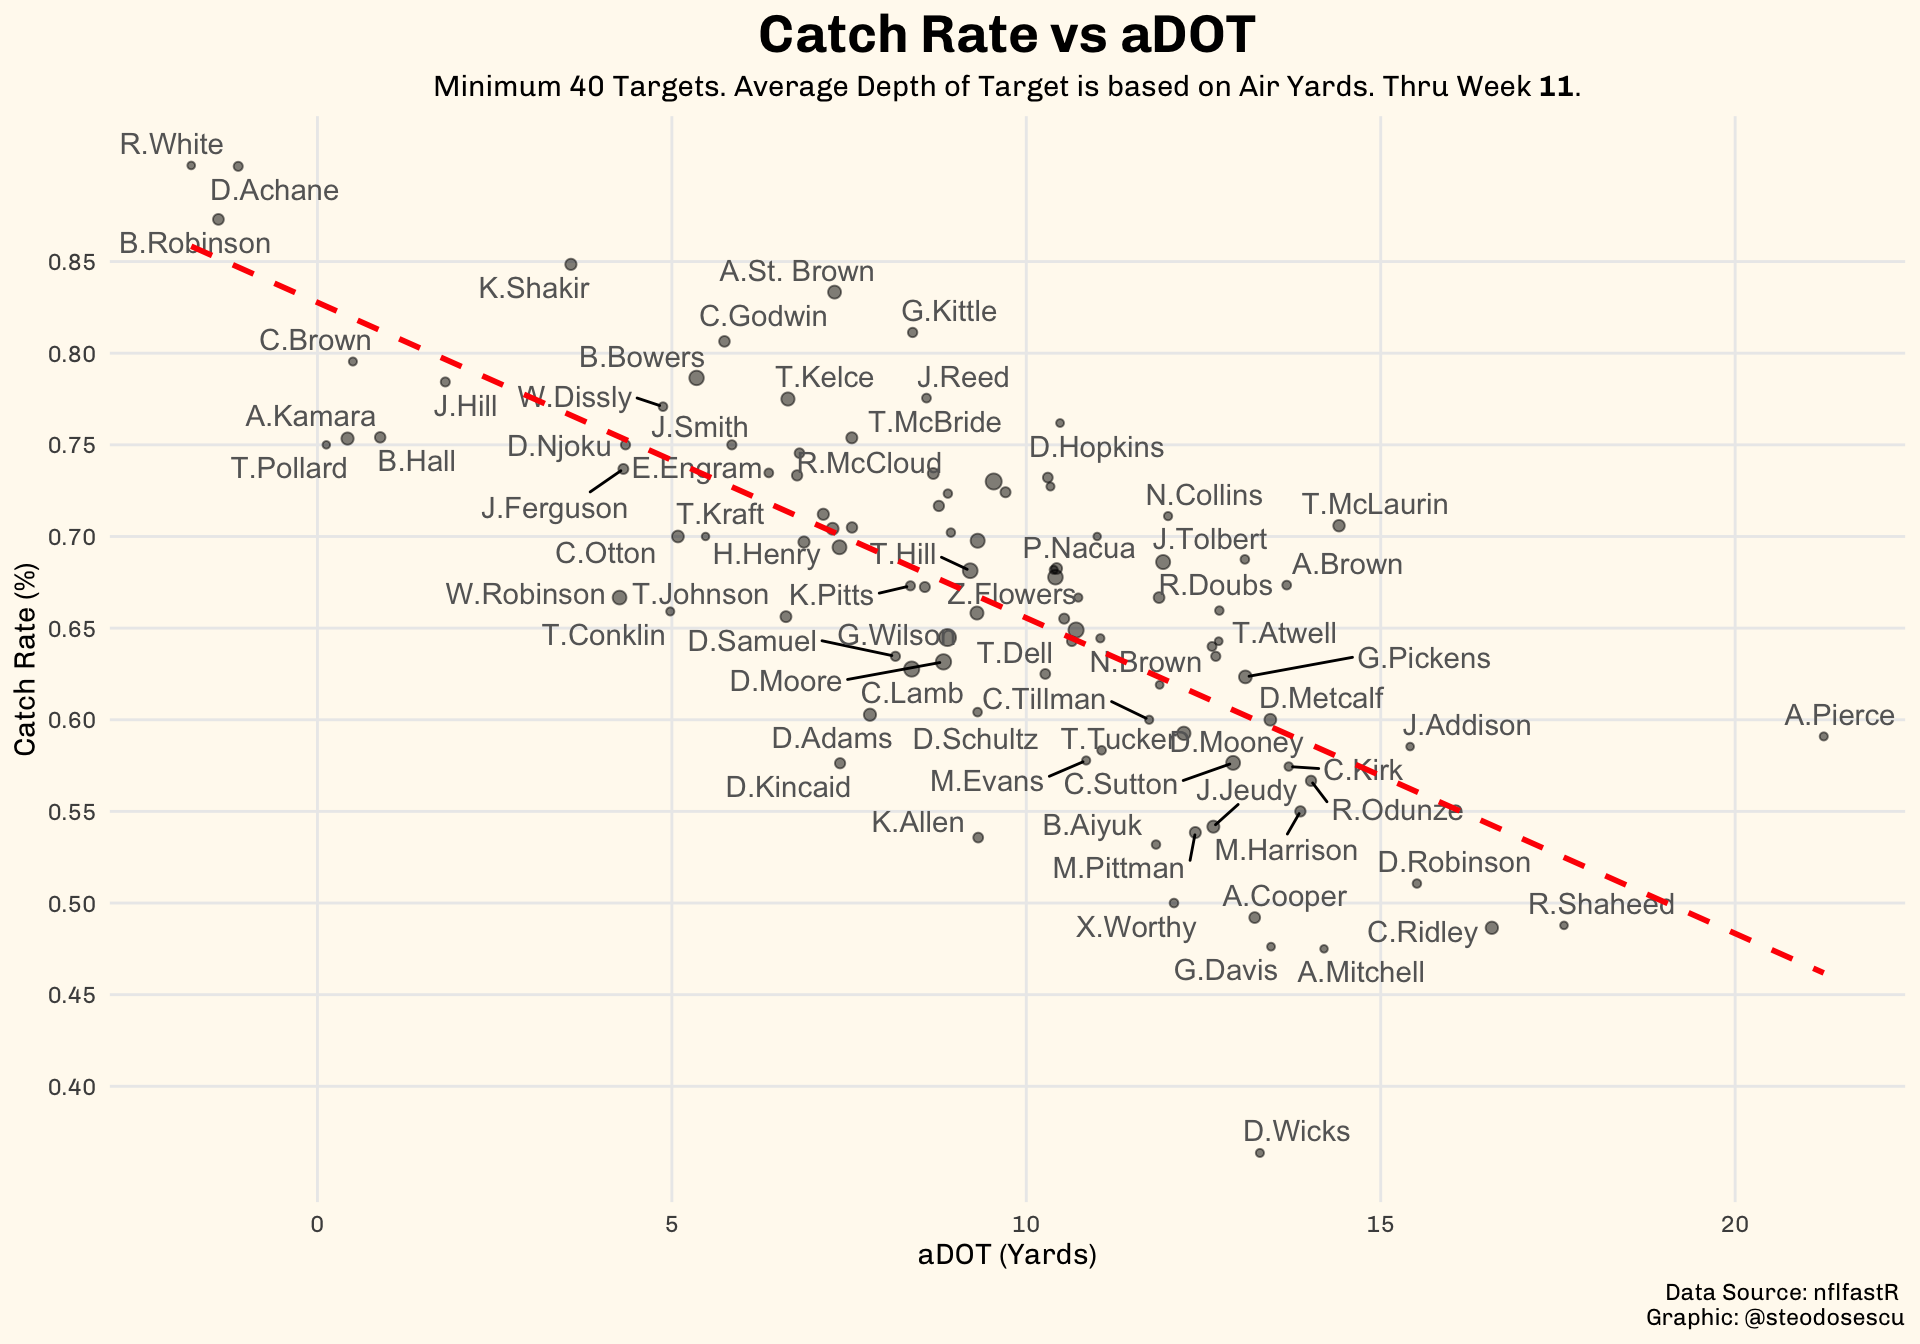 Catch Rate vs aDOT
Minimum 40 Targets. Average Depth of Target is based on Air Yards. Thru Week 11.
R.White
D.Achane
B.Robinson
0.85
K.Shakir
A.St. Brown
C.Godwin
G.Kittle
C.Brown
0.80
B.Bowers
T.Kelce
J.Reed
W.Dissly
J.Hill
A.Kamara
J.Smith
T.McBride
0.75
D.Njoku
D.Hopkins
T.Pollard
B.Hall
E.Engram
R.McCloud
J.Ferguson
T.Kraft
N.Collins
T.McLaurin
0.70
C.Otton
H.Henry
T.Hill
P.Nacua
J.Tolbert
A.Brown
W.Robinson
T.Johnson
K.Pitts
Z.Flowers
R.Doubs
0.65
T.Conklin
D.Samuel
G.Wilson
T.Dell
N.Brown
T.Atwell
G.Pickens
D.Moore
C.Lamb
C.Tillman
D.Metcalf
0.60
D.Adams
D.Schultz
T.Tucker
D.Mooney
J.Addison
A.Pierce
D.Kincaid
M.Evans
C.Sutton
J.Jeudy
C.Kirk
0.55
K.Allen
B.Aiyuk
R.Odunze
M.Pittman
M.Harrison
D.Robinson
0.50
X.Worthy
A.Cooper
C.Ridley
R.Shaheed
G.Davis
A.Mitchell
0.45
0.40
D.Wicks
Catch Rate (%)
0 5 10 15 20
aDOT (Yards)
Data Source: nflfastR
Graphic: @steodosescu